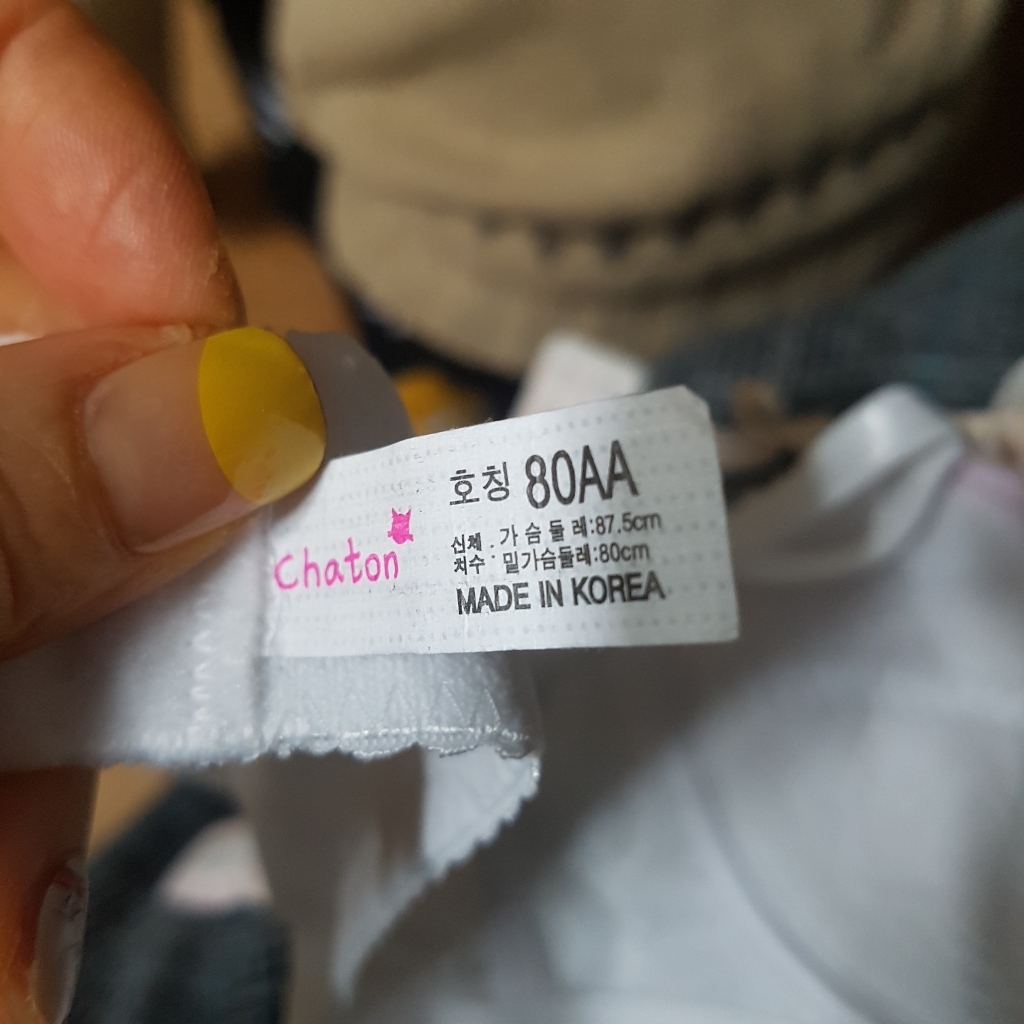 Chaton
호칭 80AA
신체 . 가 슴 둘 레:87.5cm
치수 . 밑가슴둘레:80cm
MADE IN KOREA